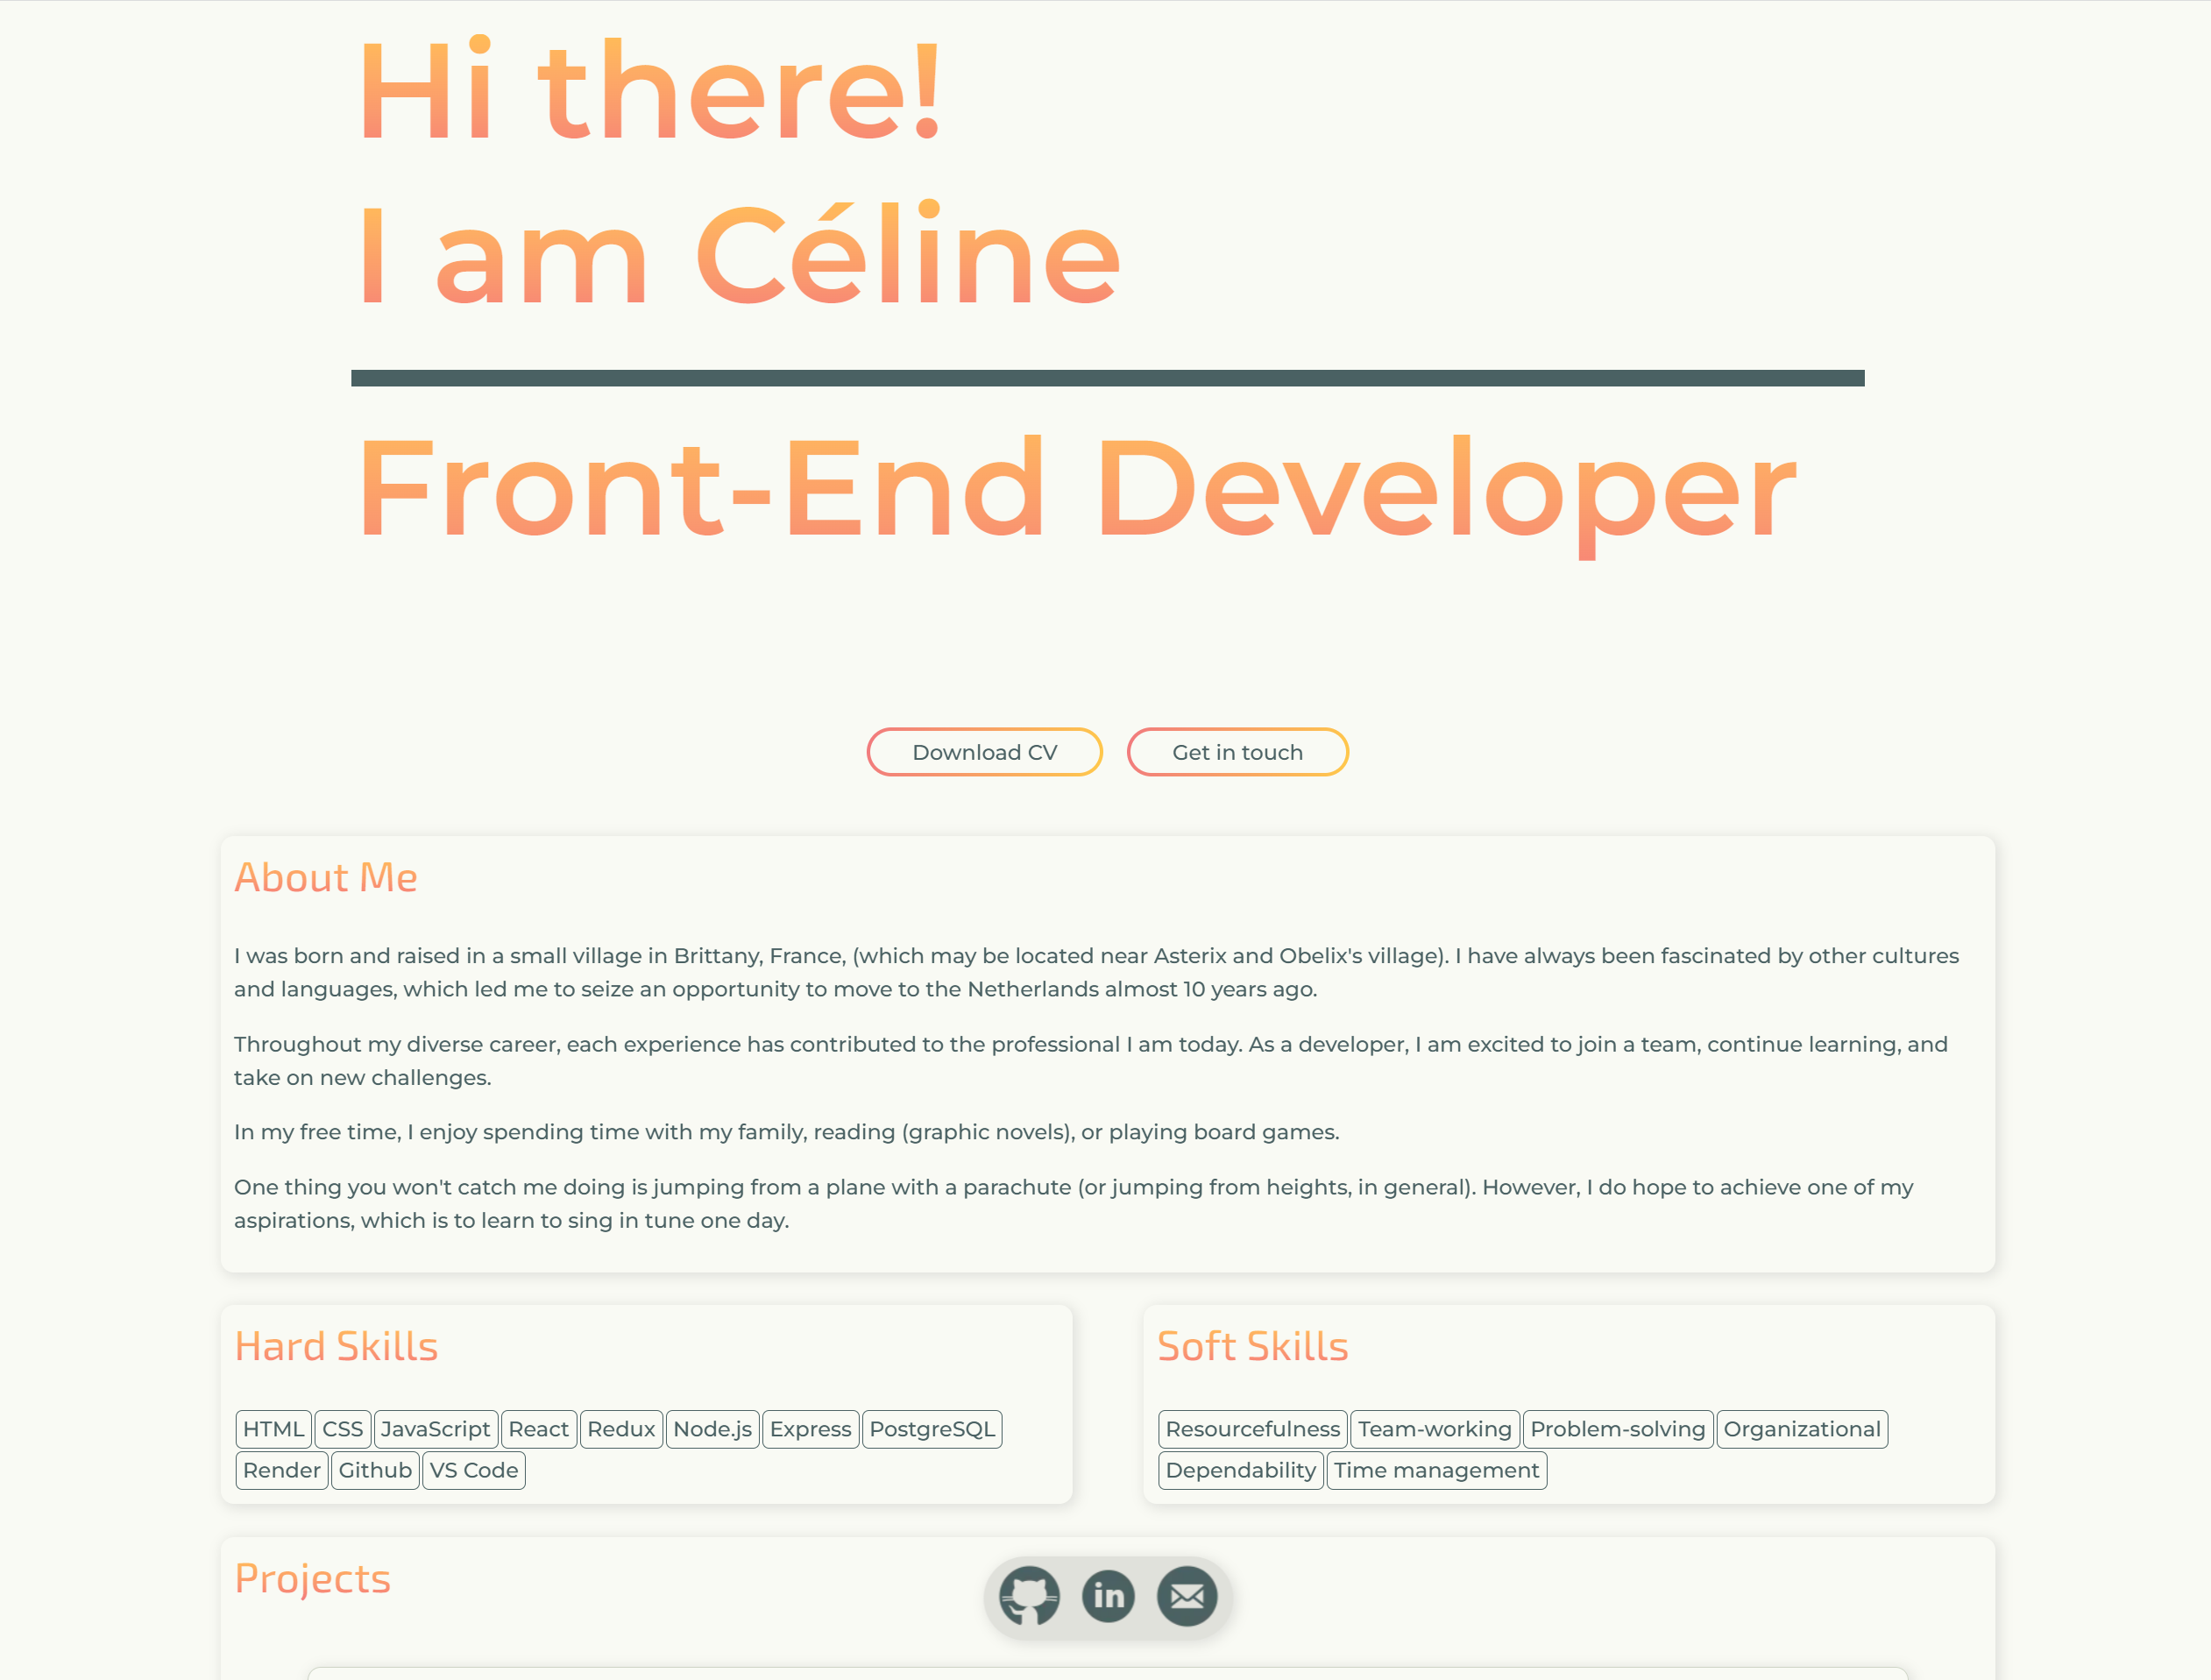 Hi there!
I am Céline
Front-End Developer
Download CV
Get in touch
About Me
I was born and raised in a small village in Brittany, France, (which may be located near Asterix and Obelix's village). I have always been fascinated by other cultures
and languages, which led me to seize an opportunity to move to the Netherlands almost 10 years ago.
Throughout my diverse career, each experience has contributed to the professional I am today. As a developer, I am excited to join a team, continue learning, and
take on new challenges.
In my free time, I enjoy spending time with my family, reading (graphic novels), or playing board games.
One thing you won't catch me doing is jumping from a plane with a parachute (or jumping from heights, in general). However, I do hope to achieve one of my
aspirations, which is to learn to sing in tune one day.
Hard Skills
HTML CSS JavaScript React Redux Node.js Express PostgreSQL
Render Github VS Code
Soft Skills
Resourcefulness Team-working Problem-solving Organizational
Dependability Time management
Projects
in